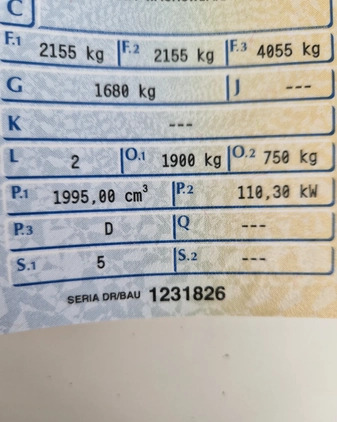 C
F.1 2155 kg F.2 2155 kg F.3 4055 kg
G 1680 kg J ---
K ---
L 2 O.1 1900 kg O.2 750 kg
P.1 1995,00 cm³ P.2 110,30 kW
P.3 D Q ---
S.1 5 S.2 ---
SERIA DR/BAU 1231826